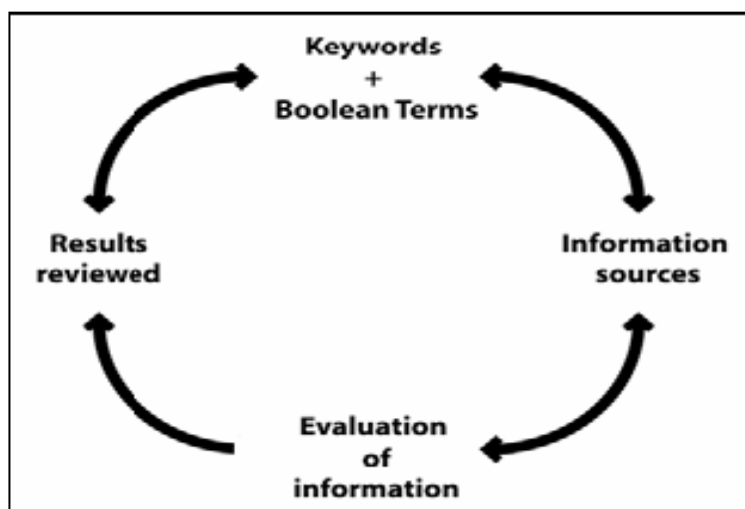 Keywords
+
Boolean Terms
Results
reviewed
Information
sources
Evaluation
of
information